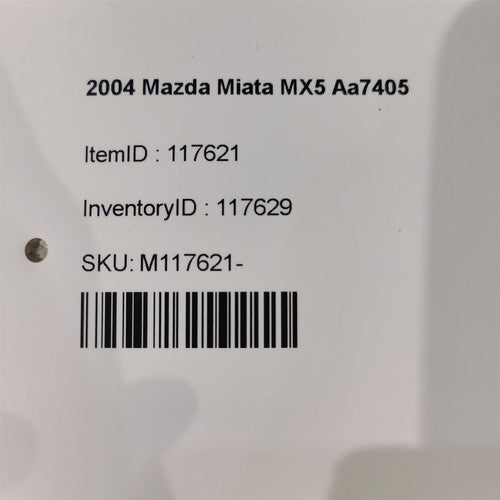 2004 Mazda Miata MX5 Aa7405
ItemID : 117621
InventoryID : 117629
SKU: M117621-